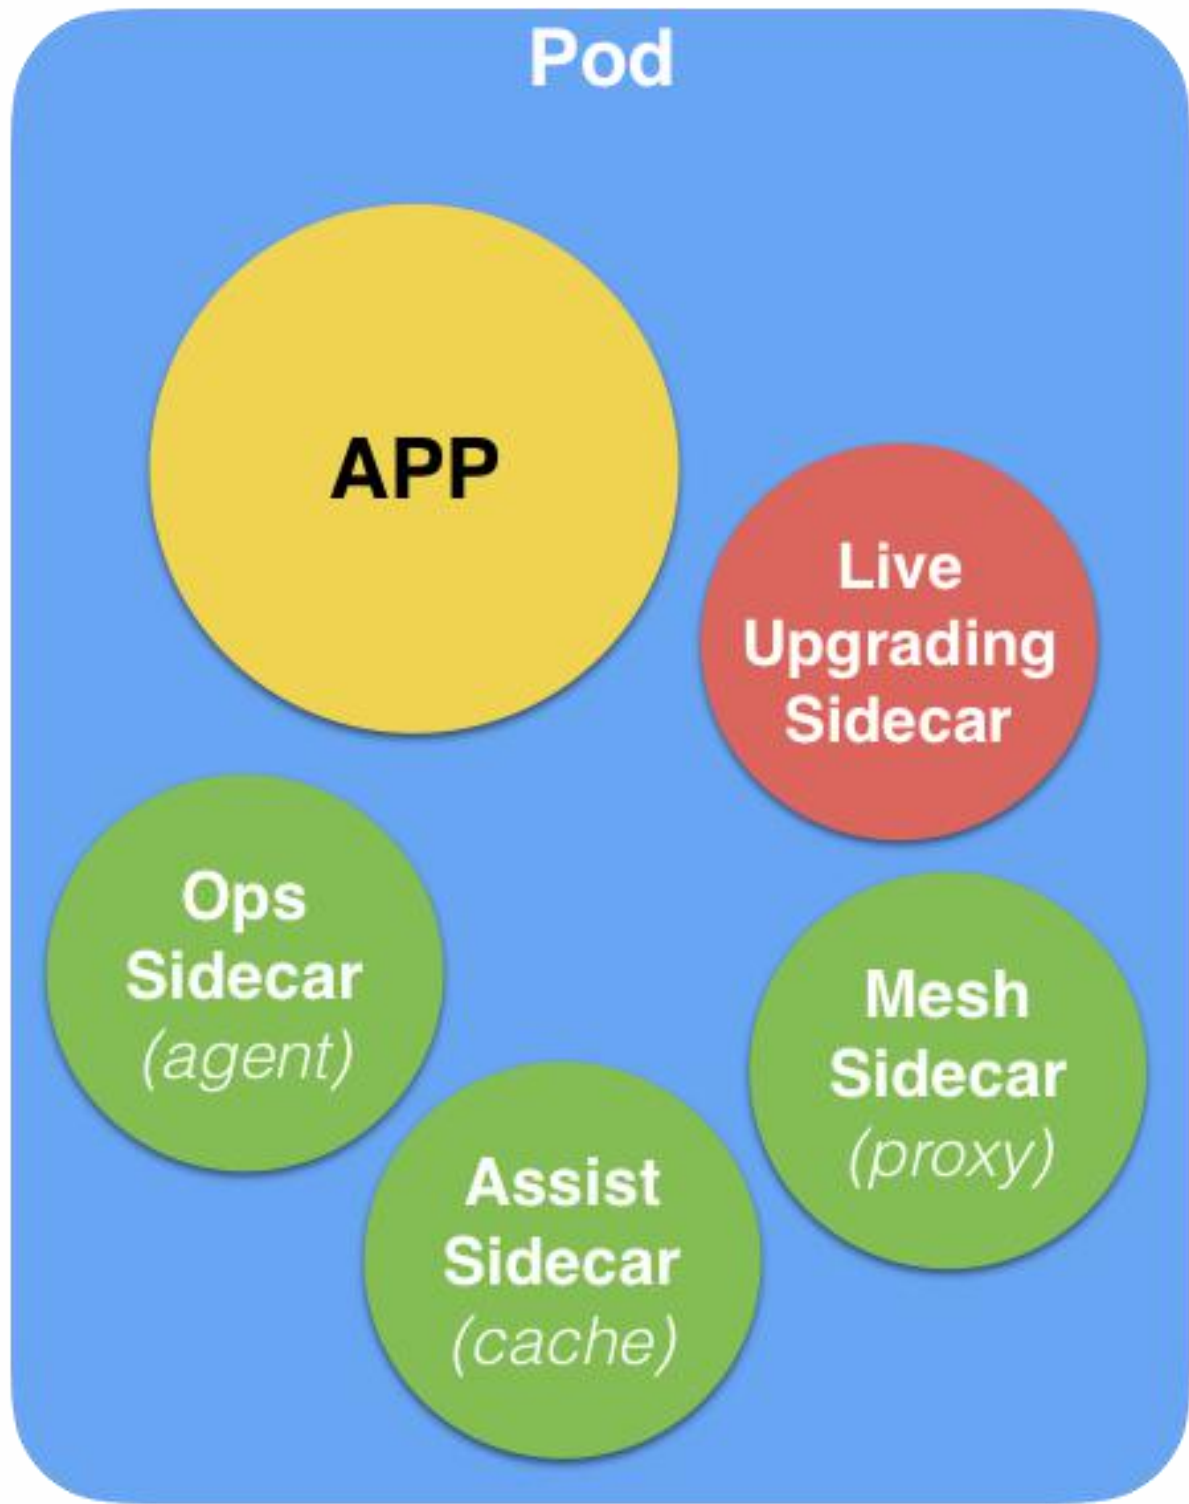 Pod
APP
Live
Upgrading
Sidecar
Ops
Sidecar
(agent)
Mesh
Sidecar
(proxy)
Assist
Sidecar
(cache)